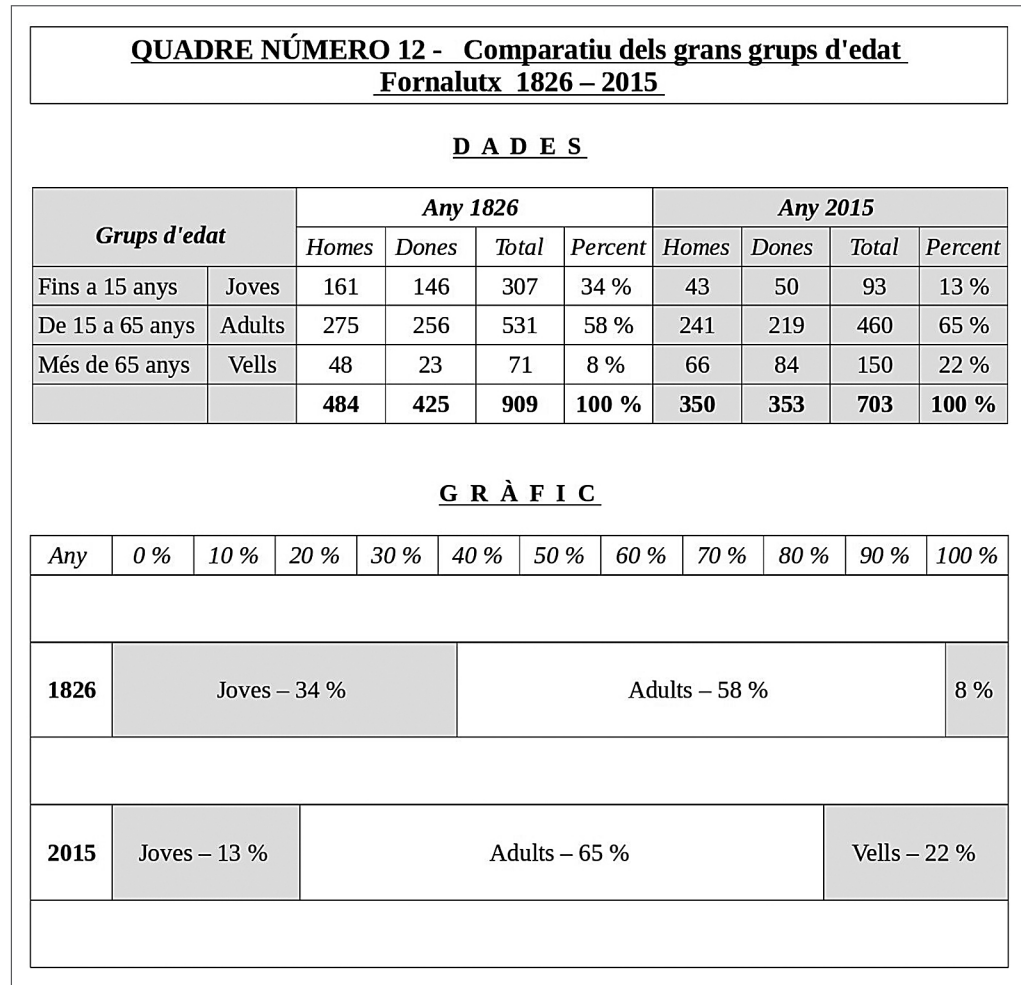 QUADRE NÚMERO 12 - Comparatiu dels grans grups d'edat
Fornalutx 1826 – 2015
D A D E S
Grups d'edat Any 1826 Any 2015
Homes Dones Total Percent Homes Dones Total Percent
Fins a 15 anys Joves 161 146 307 34 % 43 50 93 13 %
De 15 a 65 anys Adults 275 256 531 58 % 241 219 460 65 %
Més de 65 anys Vells 48 23 71 8 % 66 84 150 22 %
484 425 909 100 % 350 353 703 100 %
G R À F I C
Any 0 % 10 % 20 % 30 % 40 % 50 % 60 % 70 % 80 % 90 % 100 %
1826 Joves – 34 % Adults – 58 % 8 %
2015 Joves – 13 % Adults – 65 % Vells – 22 %